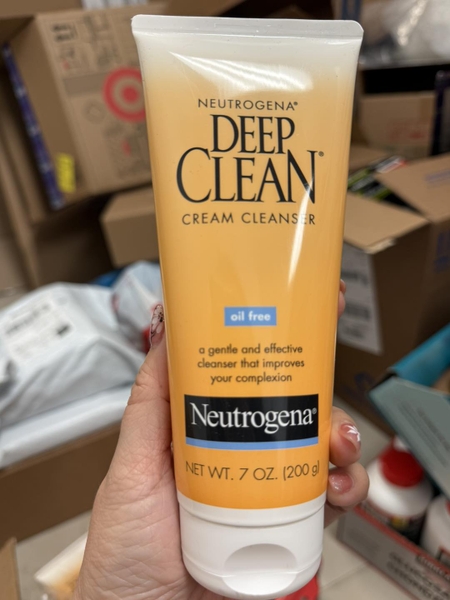 NEUTROGENA®
DEEP
CLEAN®
CREAM CLEANSER
oil free
a gentle and effective
cleanser that improves
your complexion
Neutrogena®
NET WT. 7 OZ. (200 g)